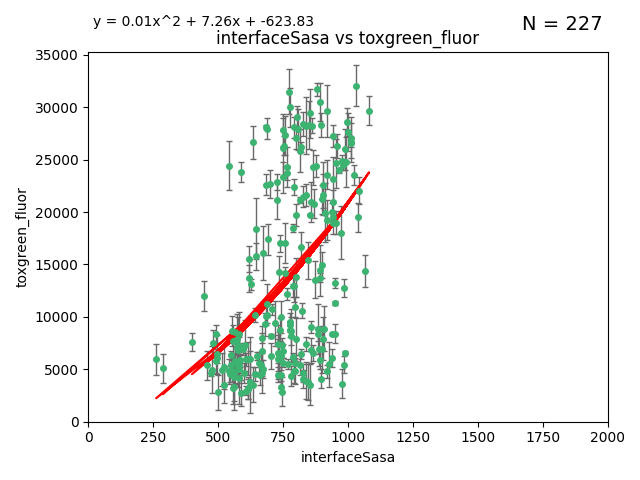 y = 0.01x^2 + 7.26x + -623.83
N = 227
interfaceSasa vs toxgreen_fluor
35000
30000
25000
20000
15000
10000
5000
0
toxgreen_fluor
0 250 500 750 1000 1250 1500 1750 2000
interfaceSasa